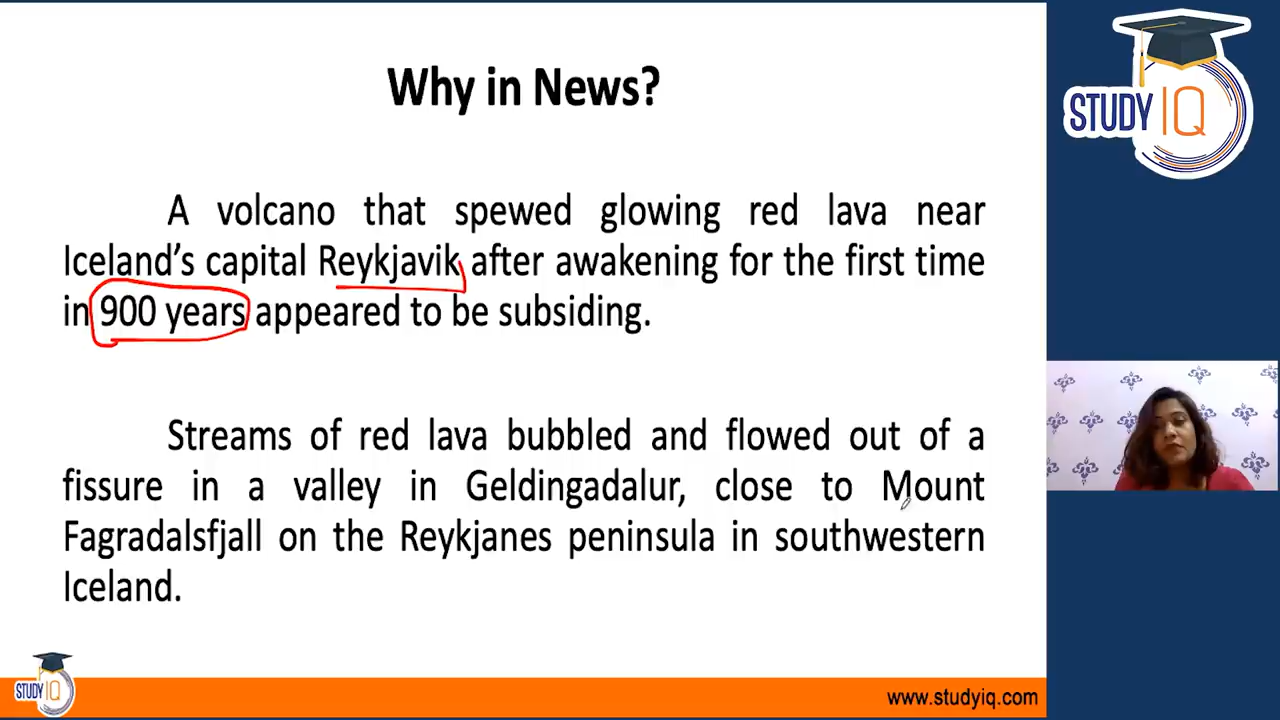 Why in News?
STUDY IQ
A volcano that spewed glowing red lava near
Iceland’s capital Reykjavik after awakening for the first time
in 900 years appeared to be subsiding.
Streams of red lava bubbled and flowed out of a
fissure in a valley in Geldingadalur, close to Mount
Fagradalsfjall on the Reykjanes peninsula in southwestern
Iceland.
STUDY IQ
www.studyiq.com